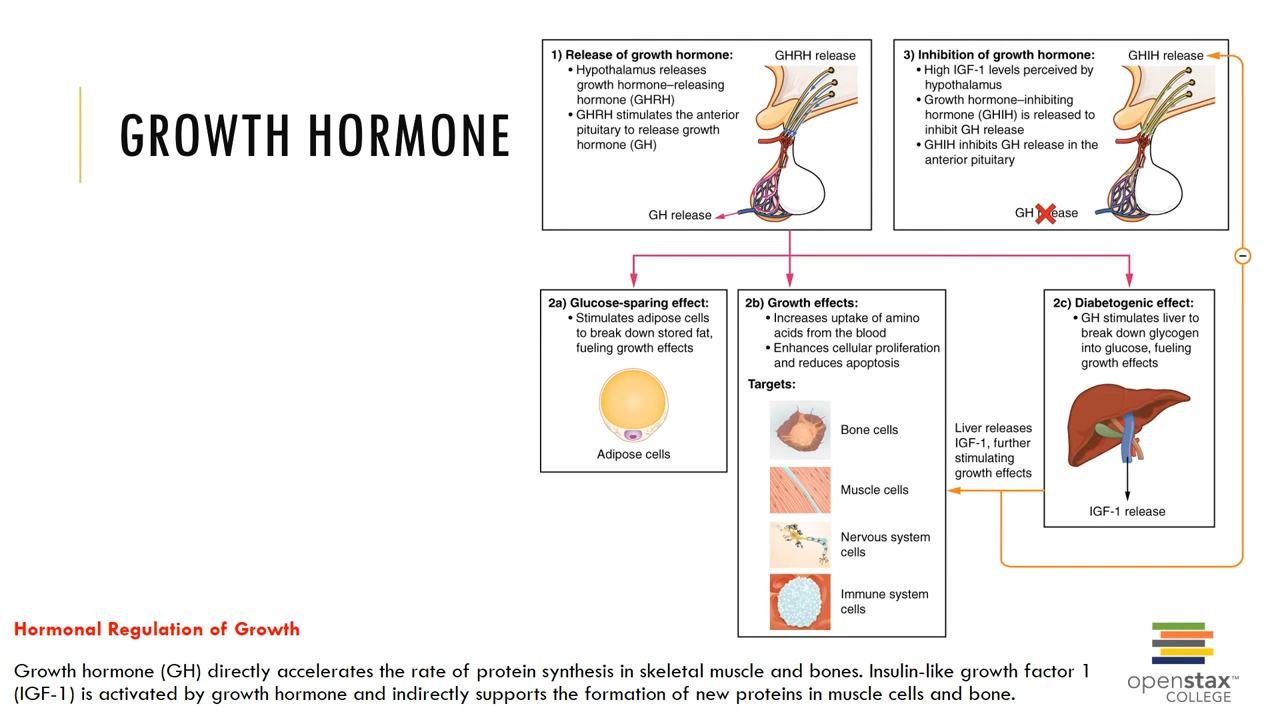 GROWTH HORMONE
1) Release of growth hormone:
• Hypothalamus releases
growth hormone–releasing
hormone (GHRH)
• GHRH stimulates the anterior
pituitary to release growth
hormone (GH)
GHRH release
GH release
3) Inhibition of growth hormone:
• High IGF-1 levels perceived by
hypothalamus
• Growth hormone–inhibiting
hormone (GHIH) is released to
inhibit GH release
• GHIH inhibits GH release in the
anterior pituitary
GHIH release
GH release
−
2a) Glucose-sparing effect:
• Stimulates adipose cells
to break down stored fat,
fueling growth effects
Adipose cells
2b) Growth effects:
• Increases uptake of amino
acids from the blood
• Enhances cellular proliferation
and reduces apoptosis
Targets:
Bone cells
Muscle cells
Nervous system
cells
Immune system
cells
Liver releases
IGF-1, further
stimulating
growth effects
2c) Diabetogenic effect:
• GH stimulates liver to
break down glycogen
into glucose, fueling
growth effects
IGF-1 release
Hormonal Regulation of Growth
Growth hormone (GH) directly accelerates the rate of protein synthesis in skeletal muscle and bones. Insulin-like growth factor 1
(IGF-1) is activated by growth hormone and indirectly supports the formation of new proteins in muscle cells and bone.
openstax™
COLLEGE